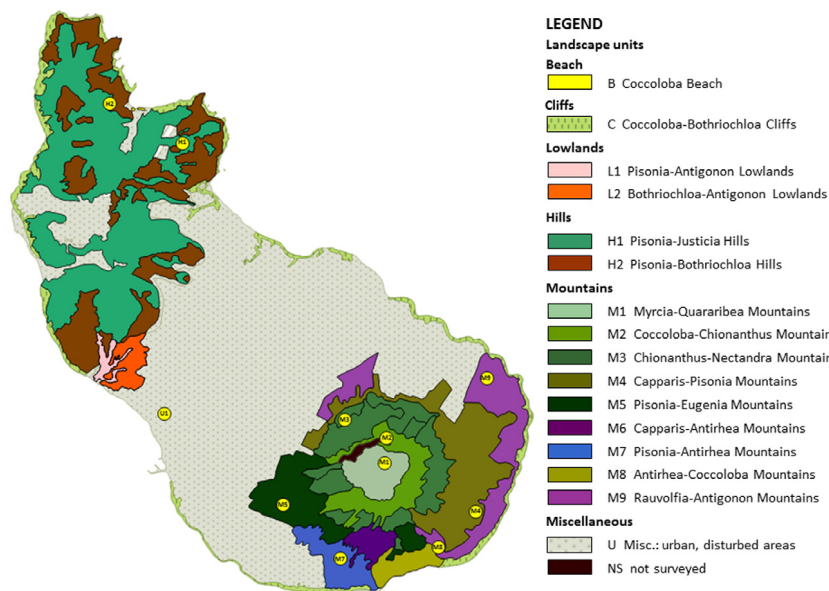 LEGEND
Landscape units
Beach
B Coccoloba Beach
Cliffs
C Coccoloba-Bothriochloa Cliffs
Lowlands
L1 Pisonia-Antigonon Lowlands
L2 Bothriochloa-Antigonon Lowlands
Hills
H1 Pisonia-Justicia Hills
H2 Pisonia-Bothriochloa Hills
Mountains
M1 Myrcia-Quararibea Mountains
M2 Coccoloba-Chionanthus Mountain
M3 Chionanthus-Nectandra Mountain
M4 Capparis-Pisonia Mountains
M5 Pisonia-Eugenia Mountains
M6 Capparis-Antirhea Mountains
M7 Pisonia-Antirhea Mountains
M8 Antirhea-Coccoloba Mountains
M9 Rauvolfia-Antigonon Mountains
Miscellaneous
U Misc.: urban, disturbed areas
NS not surveyed
H2
H1
U1
M9
M3
M2
M1
M5
M4
M8
M7